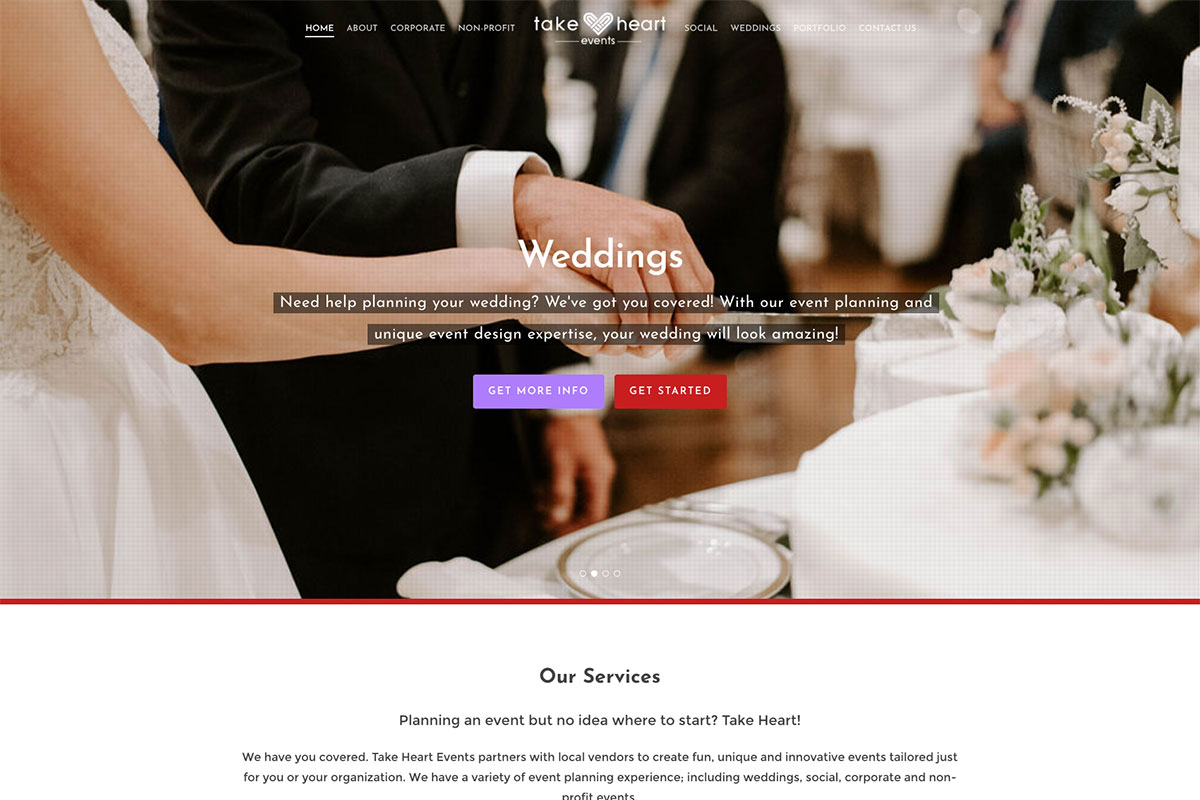 HOME ABOUT CORPORATE NON-PROFIT take heart SOCIAL WEDDINGS PORTFOLIO CONTACT US
events
Weddings
Need help planning your wedding? We've got you covered! With our event planning and
unique event design expertise, your wedding will look amazing!
GET MORE INFO GET STARTED
Our Services
Planning an event but no idea where to start? Take Heart!
We have you covered. Take Heart Events partners with local vendors to create fun, unique and innovative events tailored just
for you or your organization. We have a variety of event planning experience; including weddings, social, corporate and non-
profit events.